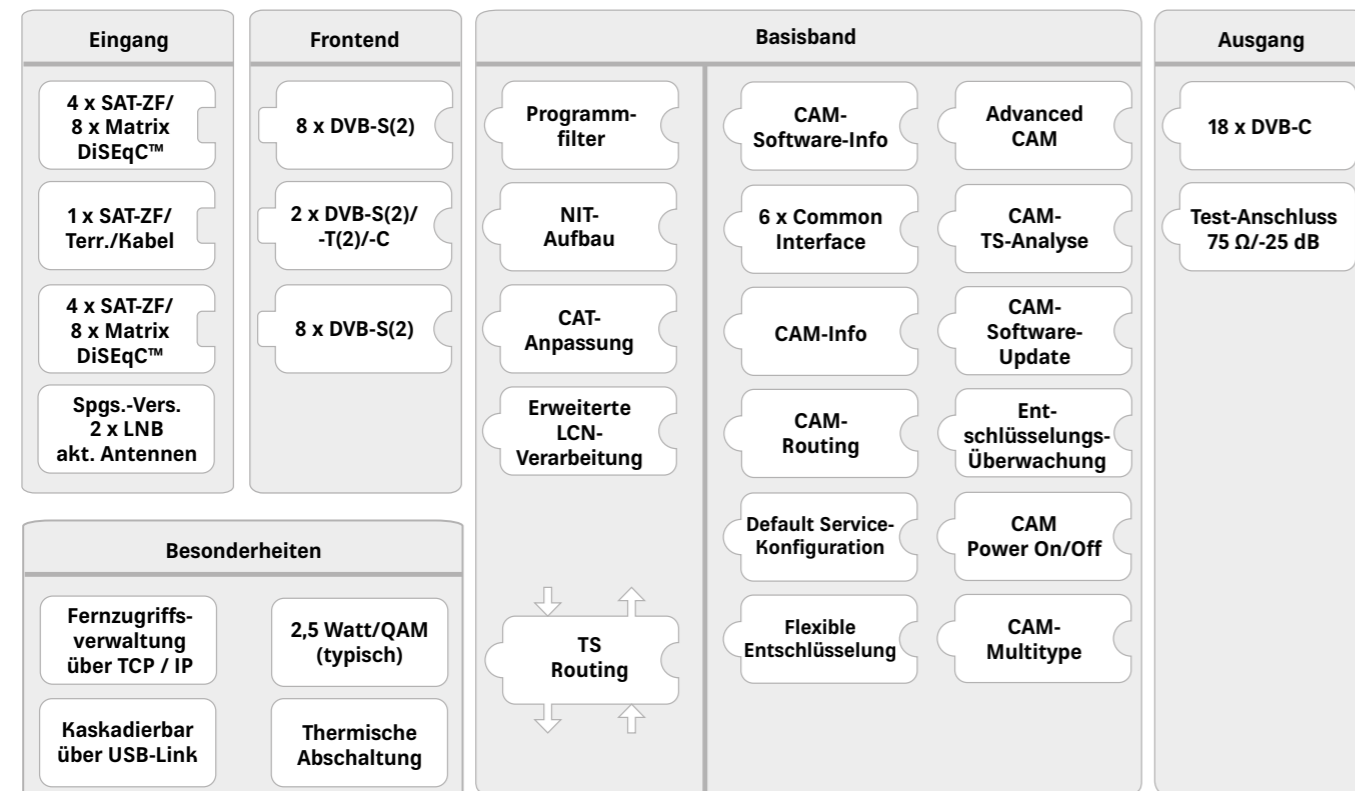 Eingang
4 x SAT-ZF/
8 x Matrix
DiSEqC™
1 x SAT-ZF/
Terr./Kabel
4 x SAT-ZF/
8 x Matrix
DiSEqC™
Spgs.-Vers.
2 x LNB
akt. Antennen
Frontend
8 x DVB-S(2)
2 x DVB-S(2)/
-T(2)/-C
8 x DVB-S(2)
Basisband
Programm-
filter
NIT-
Aufbau
CAT-
Anpassung
Erweiterte
LCN-
Verarbeitung
TS
Routing
CAM-
Software-Info
6 x Common
Interface
CAM-Info
CAM-
Routing
Default Service-
Konfiguration
Flexible
Entschlüsselung
Advanced
CAM
CAM-
TS-Analyse
CAM-
Software-
Update
Ent-
schlüsselungs-
Überwachung
CAM
Power On/Off
CAM-
Multitype
Ausgang
18 x DVB-C
Test-Anschluss
75 Ω/-25 dB
Besonderheiten
Fernzugriffs-
verwaltung
über TCP / IP
2,5 Watt/QAM
(typisch)
Kaskadierbar
über USB-Link
Thermische
Abschaltung